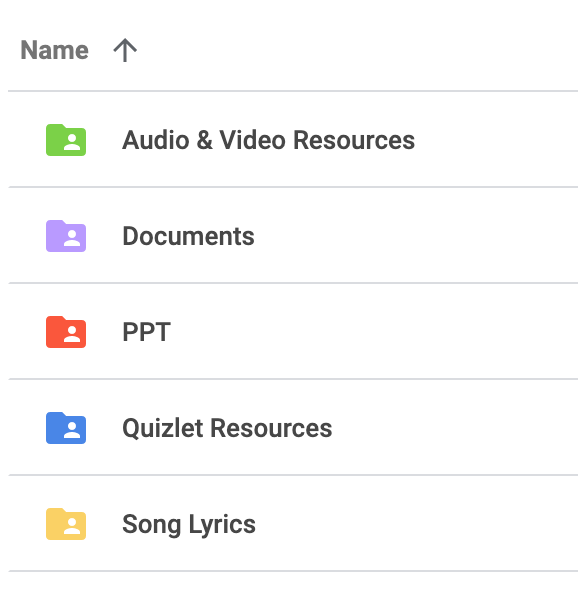 Name
Audio & Video Resources
Documents
PPT
Quizlet Resources
Song Lyrics